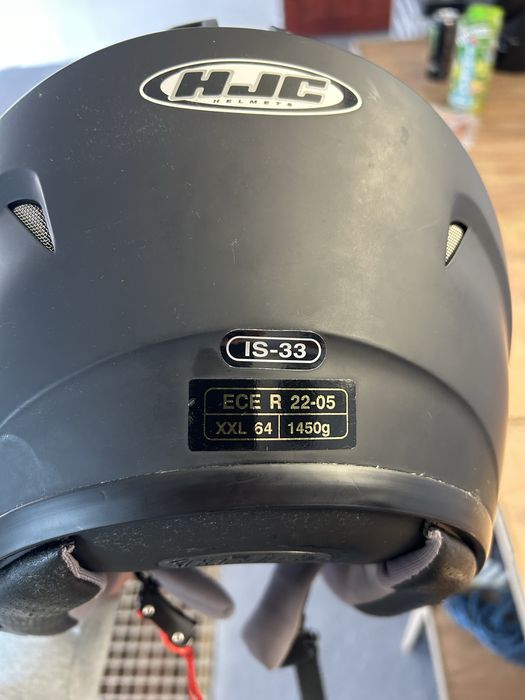 HJC
HELMETS
IS-33
ECE R 22-05
XXL 64 1450g